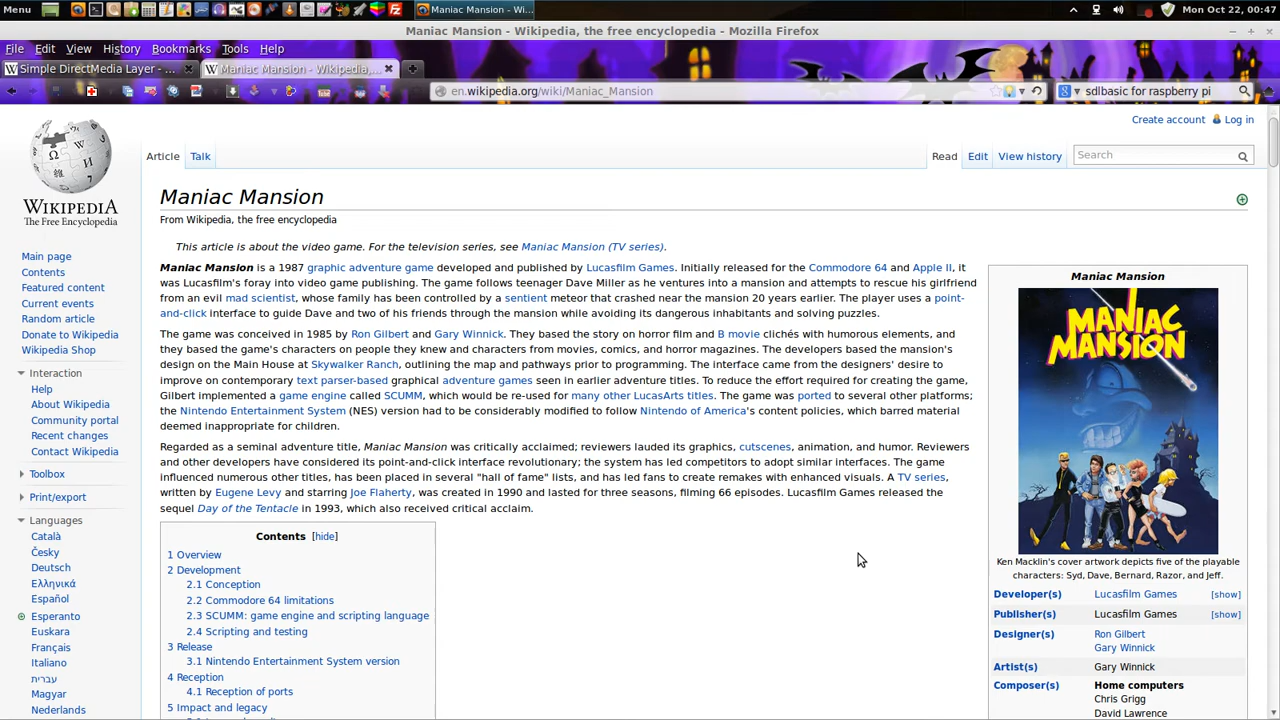 Menu
Maniac Mansion - Wi...
Mon Oct 22, 00:47
Maniac Mansion - Wikipedia, the free encyclopedia - Mozilla Firefox
File Edit View History Bookmarks Tools Help
Simple DirectMedia Layer - ...
Maniac Mansion - Wikipedia,...
en.wikipedia.org/wiki/Maniac_Mansion
sdlbasic for raspberry pi
Create account Log in
Article Talk
Read Edit View history
Search
WIKIPEDIA
The Free Encyclopedia
Main page
Contents
Featured content
Current events
Random article
Donate to Wikipedia
Wikipedia Shop
Interaction
Help
About Wikipedia
Community portal
Recent changes
Contact Wikipedia
Toolbox
Print/export
Languages
Català
Česky
Deutsch
Ελληνικά
Español
Esperanto
Euskara
Français
Italiano
עברית
Magyar
Nederlands
Maniac Mansion
From Wikipedia, the free encyclopedia
This article is about the video game. For the television series, see Maniac Mansion (TV series).
Maniac Mansion is a 1987 graphic adventure game developed and published by Lucasfilm Games. Initially released for the Commodore 64 and Apple II, it
was Lucasfilm's foray into video game publishing. The game follows teenager Dave Miller as he ventures into a mansion and attempts to rescue his girlfriend
from an evil mad scientist, whose family has been controlled by a sentient meteor that crashed near the mansion 20 years earlier. The player uses a point-
and-click interface to guide Dave and two of his friends through the mansion while avoiding its dangerous inhabitants and solving puzzles.
The game was conceived in 1985 by Ron Gilbert and Gary Winnick. They based the story on horror film and B movie clichés with humorous elements, and
they based the game's characters on people they knew and characters from movies, comics, and horror magazines. The developers based the mansion's
design on the Main House at Skywalker Ranch, outlining the map and pathways prior to programming. The interface came from the designers' desire to
improve on contemporary text parser-based graphical adventure games seen in earlier adventure titles. To reduce the effort required for creating the game,
Gilbert implemented a game engine called SCUMM, which would be re-used for many other LucasArts titles. The game was ported to several other platforms;
the Nintendo Entertainment System (NES) version had to be considerably modified to follow Nintendo of America's content policies, which barred material
deemed inappropriate for children.
Regarded as a seminal adventure title, Maniac Mansion was critically acclaimed; reviewers lauded its graphics, cutscenes, animation, and humor. Reviewers
and other developers have considered its point-and-click interface revolutionary; the system has led competitors to adopt similar interfaces. The game
influenced numerous other titles, has been placed in several "hall of fame" lists, and has led fans to create remakes with enhanced visuals. A TV series,
written by Eugene Levy and starring Joe Flaherty, was created in 1990 and lasted for three seasons, filming 66 episodes. Lucasfilm Games released the
sequel Day of the Tentacle in 1993, which also received critical acclaim.
Contents [hide]
1 Overview
2 Development
2.1 Conception
2.2 Commodore 64 limitations
2.3 SCUMM: game engine and scripting language
2.4 Scripting and testing
3 Release
3.1 Nintendo Entertainment System version
4 Reception
4.1 Reception of ports
5 Impact and legacy
Maniac Mansion
MANIAC
MANSION
Ken Macklin's cover artwork depicts five of the playable
characters: Syd, Dave, Bernard, Razor, and Jeff.
Developer(s) Lucasfilm Games [show]
Publisher(s) Lucasfilm Games [show]
Designer(s) Ron Gilbert
Gary Winnick
Artist(s) Gary Winnick
Composer(s) Home computers
Chris Grigg
David Lawrence